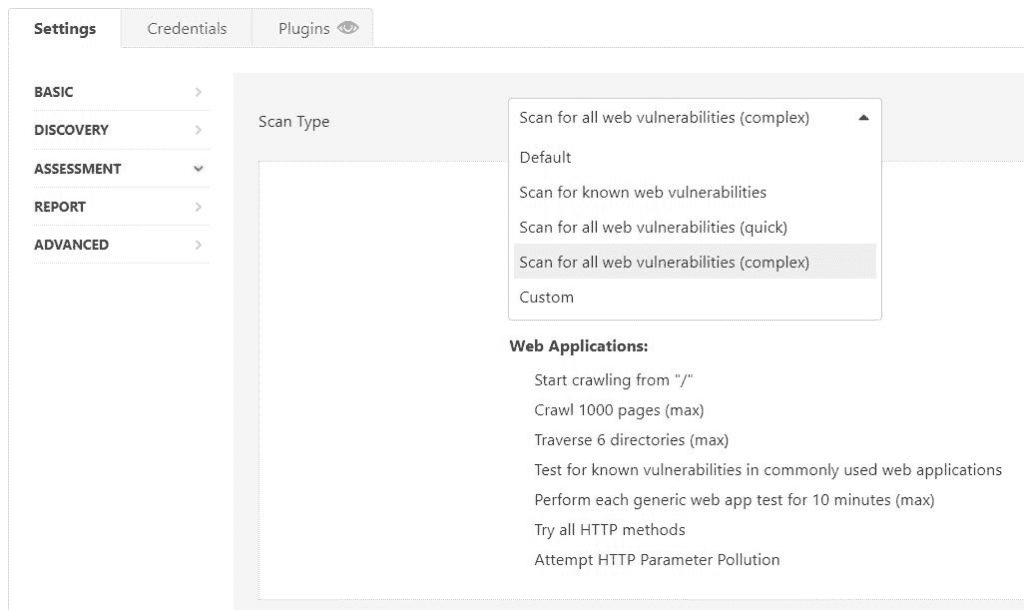 Settings
Credentials
Plugins
BASIC
DISCOVERY
ASSESSMENT
REPORT
ADVANCED
Scan Type
Scan for all web vulnerabilities (complex)
Default
Scan for known web vulnerabilities
Scan for all web vulnerabilities (quick)
Scan for all web vulnerabilities (complex)
Custom
Web Applications:
Start crawling from "/"
Crawl 1000 pages (max)
Traverse 6 directories (max)
Test for known vulnerabilities in commonly used web applications
Perform each generic web app test for 10 minutes (max)
Try all HTTP methods
Attempt HTTP Parameter Pollution